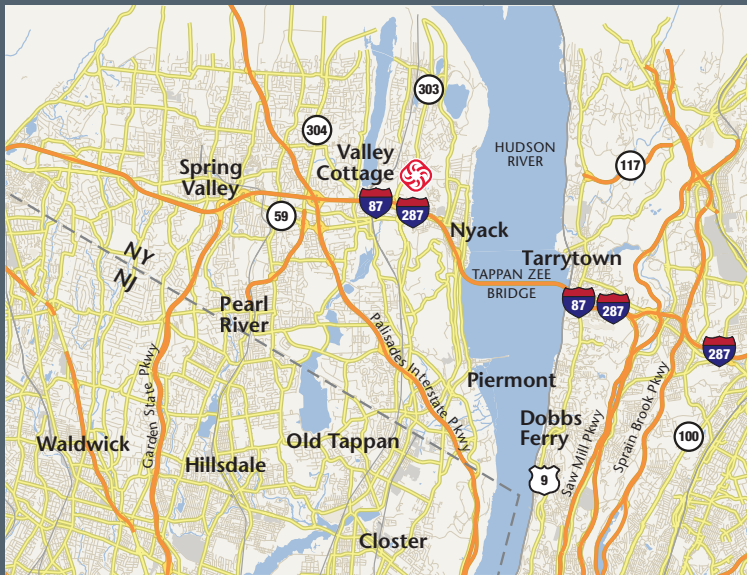 303
304
HUDSON
RIVER
Valley
Cottage
117
Spring
Valley
87
287
59
Nyack
NY
NJ
Tarrytown
TAPPAN ZEE
BRIDGE
87
287
Pearl
River
287
Palisades Interstate Pkwy
Garden State Pkwy
Piermont
Saw Mill Pkwy
Sprain Brook Pkwy
Dobbs
Ferry
100
Waldwick
Old Tappan
Hillsdale
9
Closter